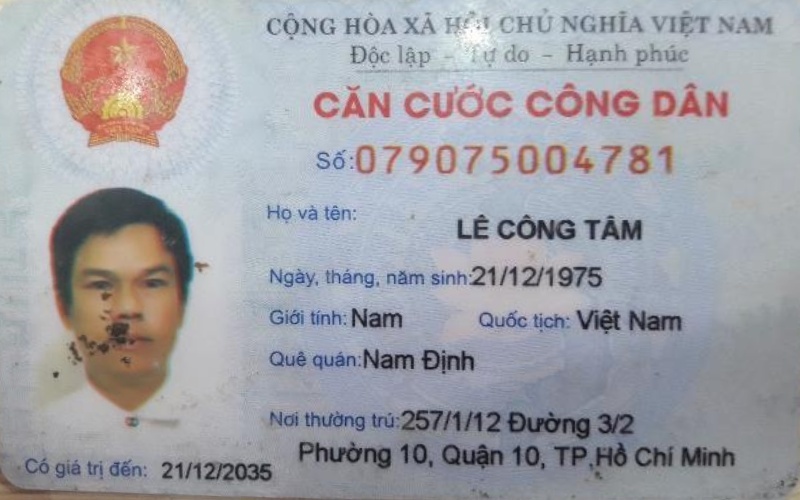 CỘNG HÒA XÃ HỘI CHỦ NGHĨA VIỆT NAM
Độc lập - Tự do - Hạnh phúc
CĂN CƯỚC CÔNG DÂN
Số: 079075004781
Họ và tên: LÊ CÔNG TÂM
Ngày, tháng, năm sinh: 21/12/1975
Giới tính: Nam Quốc tịch: Việt Nam
Quê quán: Nam Định
Nơi thường trú: 257/1/12 Đường 3/2
Phường 10, Quận 10, TP.Hồ Chí Minh
Có giá trị đến: 21/12/2035